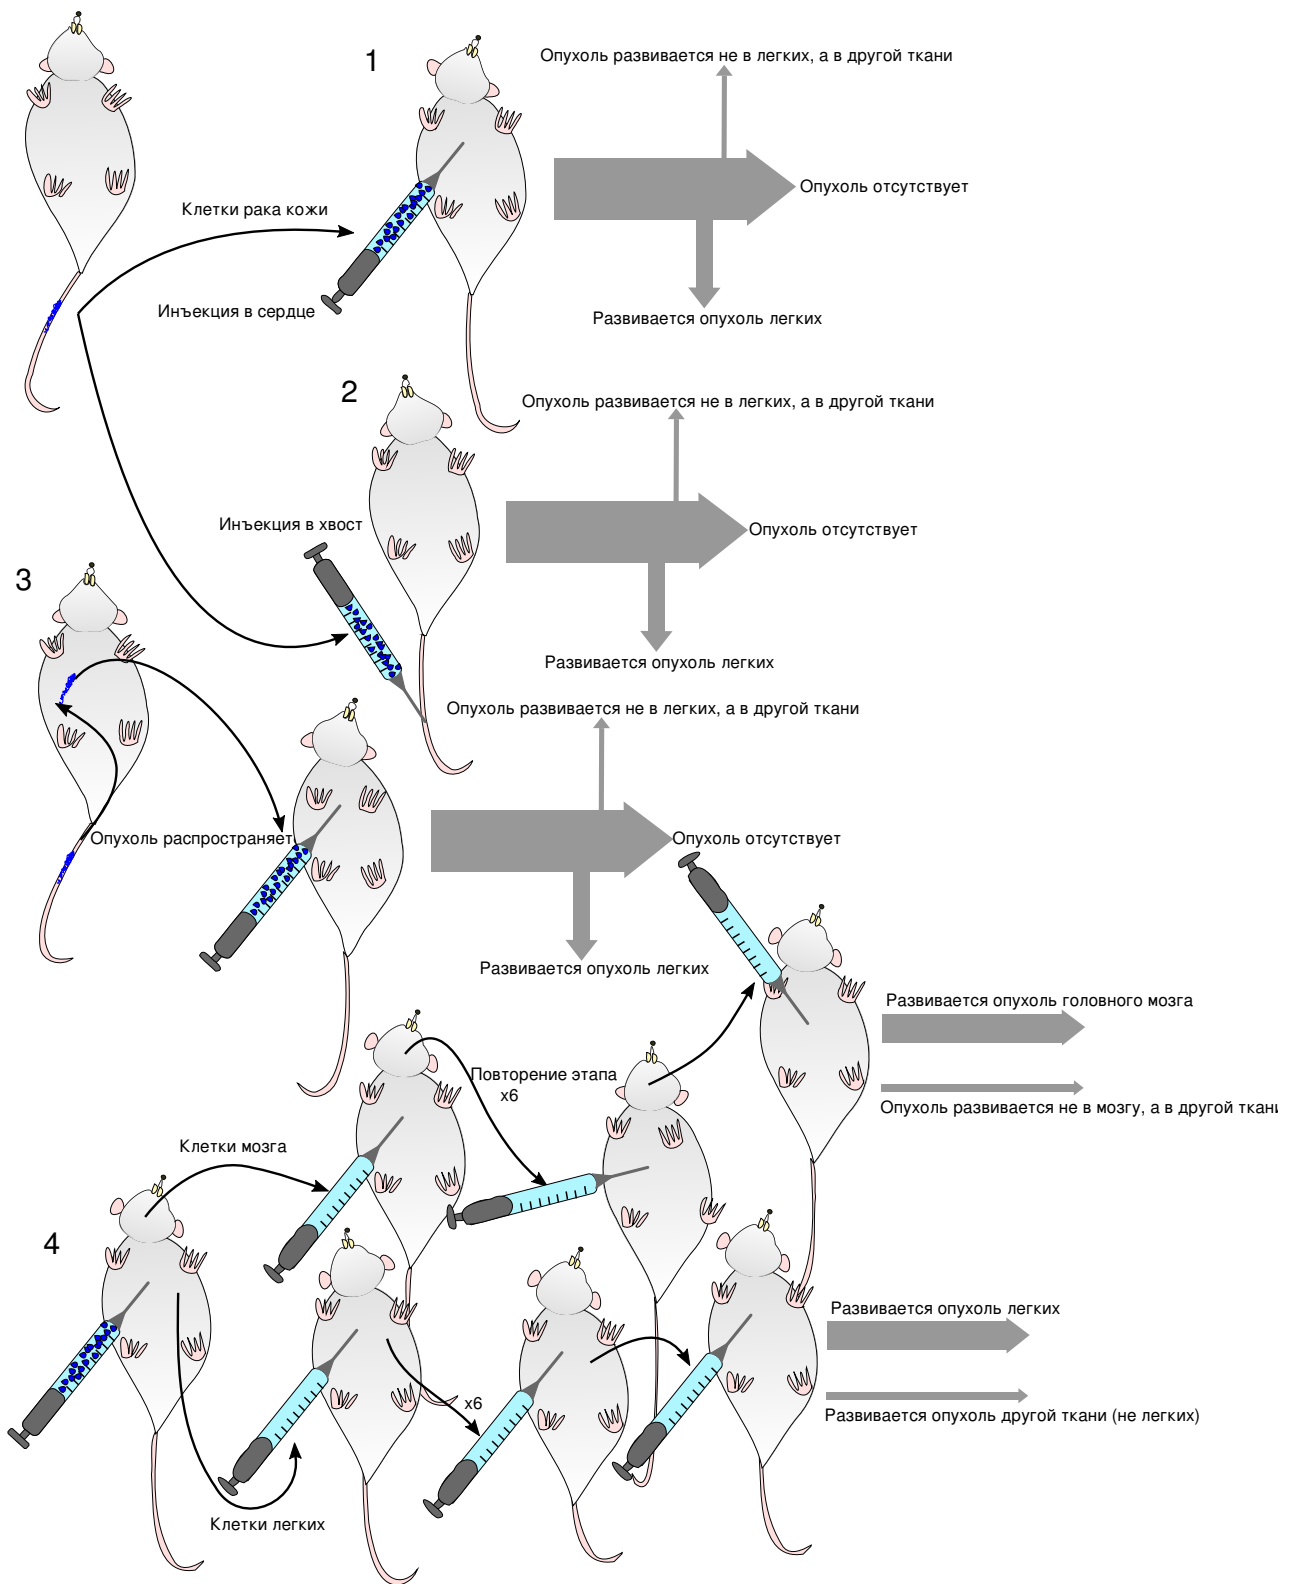 1
Опухоль развивается не в легких, а в другой ткани
Опухоль отсутствует
Клетки рака кожи
Инъекция в сердце
Развивается опухоль легких
2
Опухоль развивается не в легких, а в другой ткани
Инъекция в хвост
Опухоль отсутствует
3
Развивается опухоль легких
Опухоль развивается не в легких, а в другой ткани
Опухоль распространяет
Опухоль отсутствует
Развивается опухоль легких
Развивается опухоль головного мозга
Повторение этапа
x6
Опухоль развивается не в мозгу, а в другой ткани
Клетки мозга
4
Развивается опухоль легких
x6
Развивается опухоль другой ткани (не легких)
Клетки легких